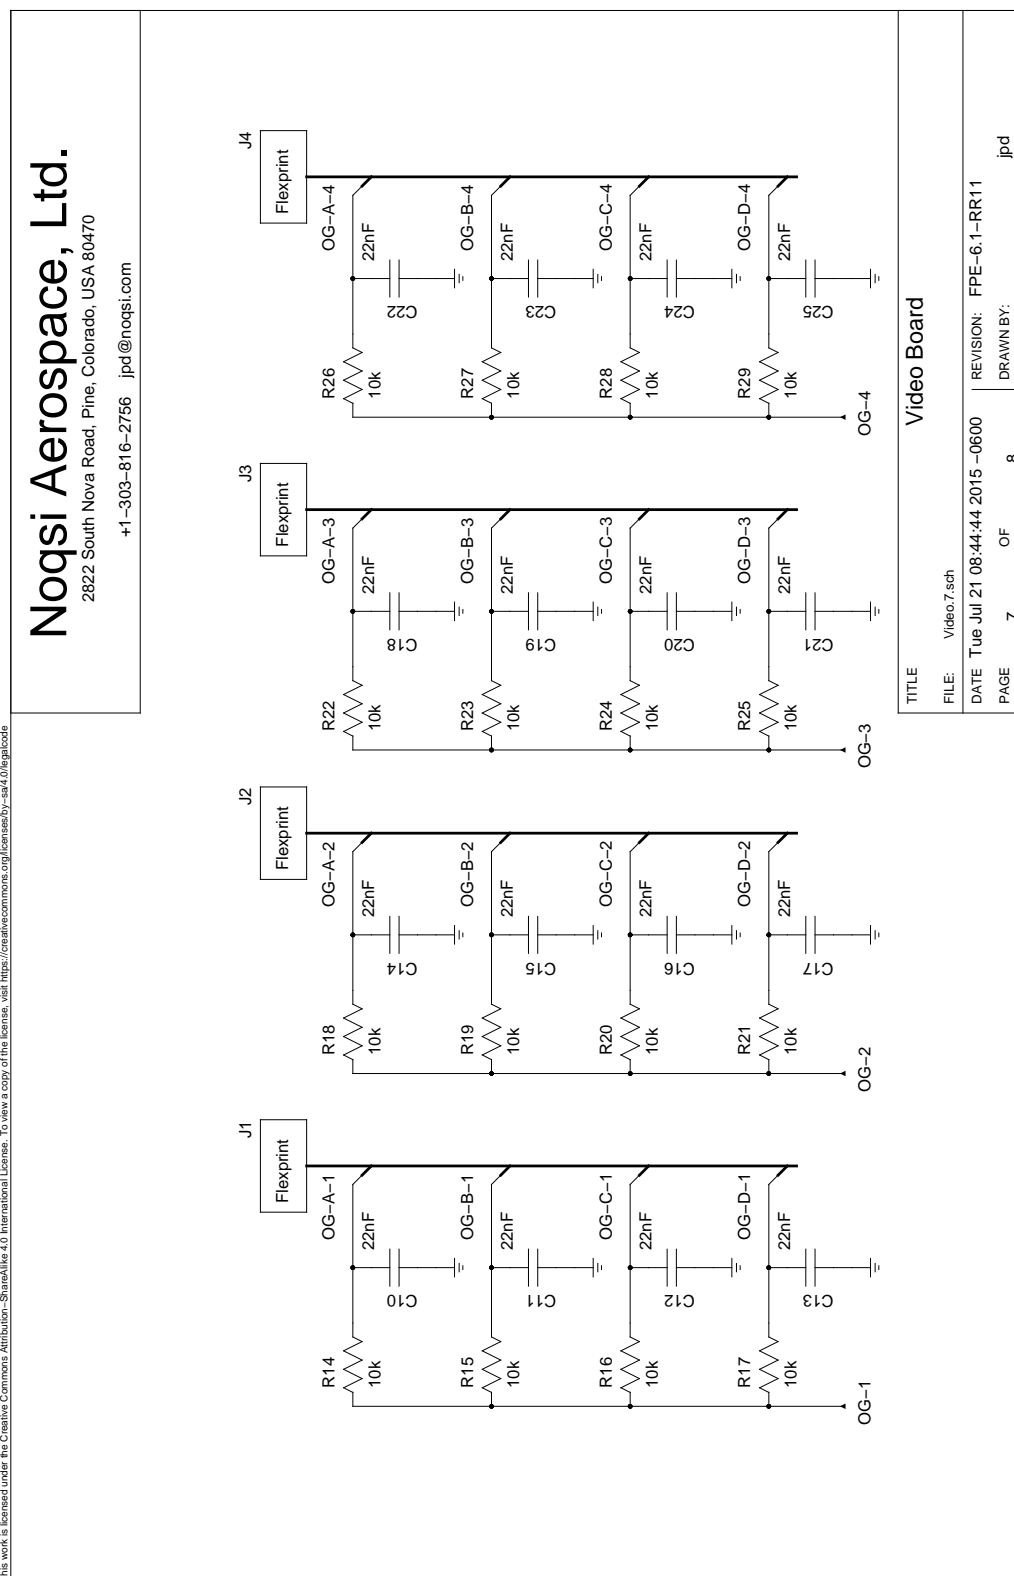 Noqsi Aerospace, Ltd.
2822 South Nova Road, Pine, Colorado, USA 80470
+1−303−816−2756 jpd@noqsi.com
J4
Flexprint
OG−A−4
22nF
C22
R26
10k
OG−B−4
22nF
C23
R27
10k
OG−C−4
22nF
C24
R28
10k
OG−D−4
22nF
C25
R29
10k
OG−4
J3
Flexprint
OG−A−3
22nF
C18
R22
10k
OG−B−3
22nF
C19
R23
10k
OG−C−3
22nF
C20
R24
10k
OG−D−3
22nF
C21
R25
10k
OG−3
J2
Flexprint
OG−A−2
22nF
C14
R18
10k
OG−B−2
22nF
C15
R19
10k
OG−C−2
22nF
C16
R20
10k
OG−D−2
22nF
C17
R21
10k
OG−2
J1
Flexprint
OG−A−1
22nF
C10
R14
10k
OG−B−1
22nF
C11
R15
10k
OG−C−1
22nF
C12
R16
10k
OG−D−1
22nF
C13
R17
10k
OG−1
TITLE
Video Board
FILE: Video.7.sch
DATE Tue Jul 21 08:44:44 2015 −0600
REVISION: FPE−6.1−RR11
PAGE 7 OF 8
DRAWN BY: jpd
his work is licensed under the Creative Commons Attribution−ShareAlike 4.0 International License. To view a copy of the license, visit https://creativecommons.org/licenses/by−sa/4.0/legalcode